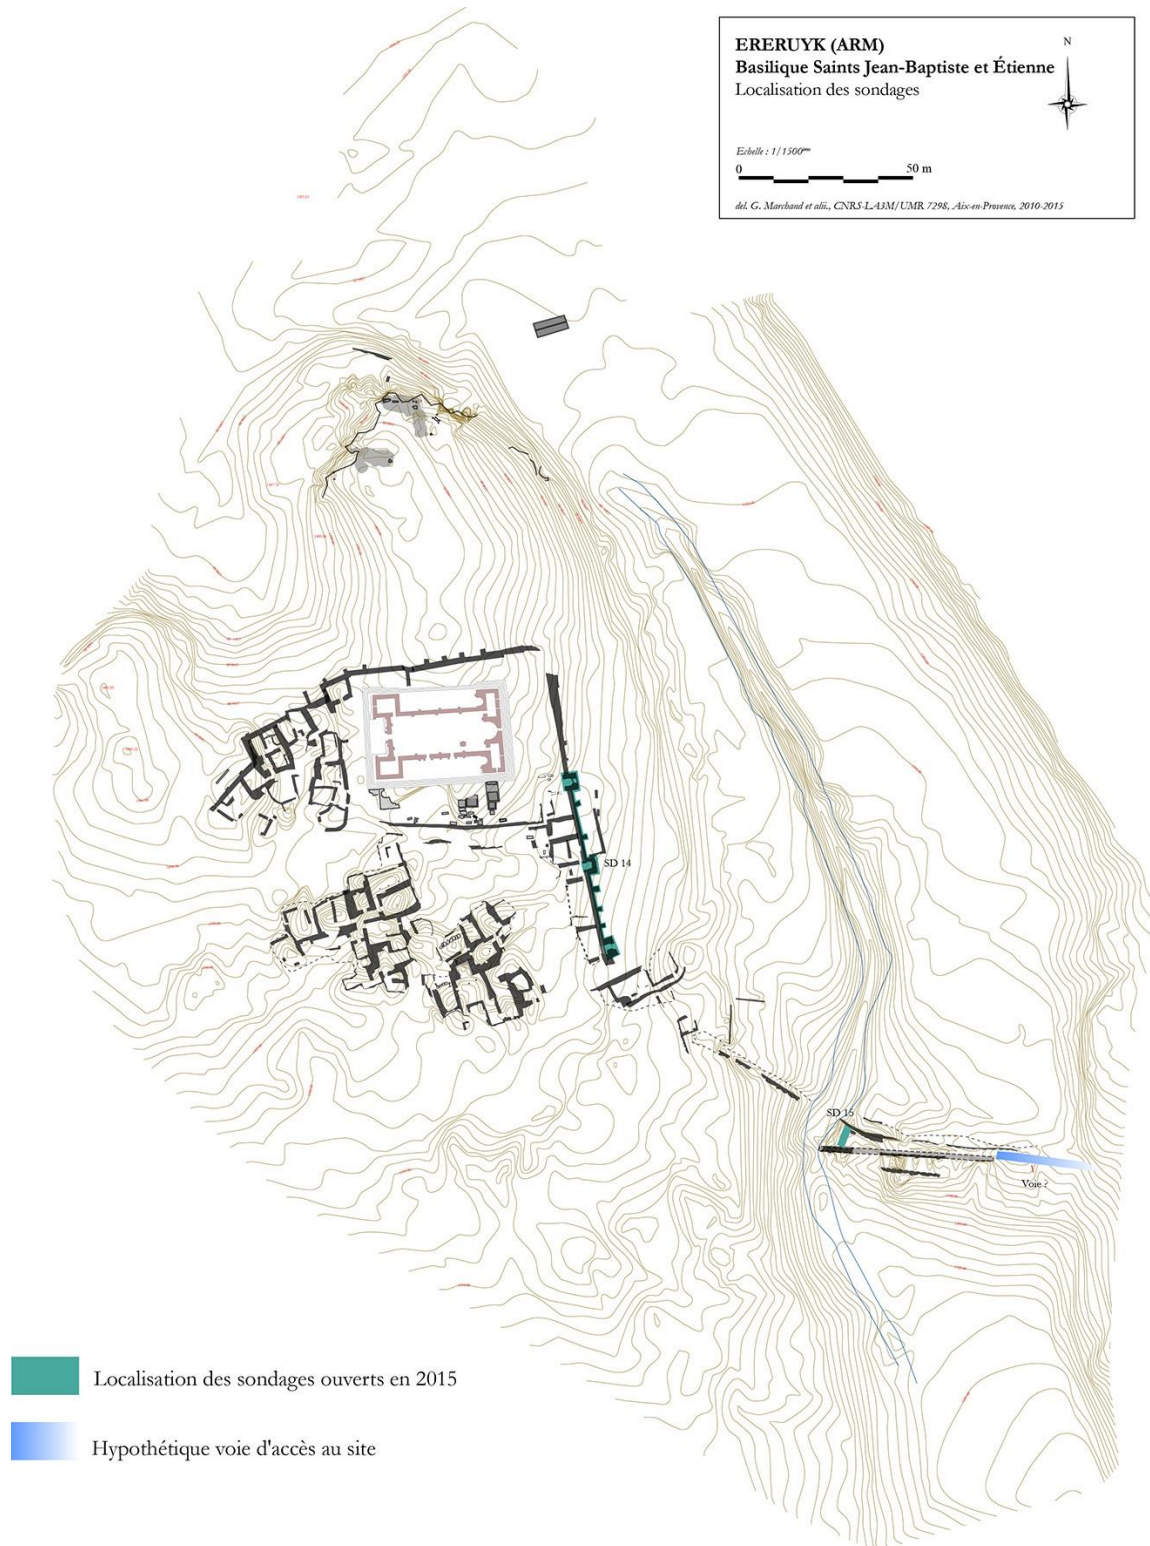 ERERUYK (ARM)
Basilique Saints Jean-Baptiste et Étienne
Localisation des sondages
N
Echelle : 1/1500ème
0 50 m
del. G. Marchand et alii., CNRS-LA3M/UMR 7298, Aix-en-Provence, 2010-2015
SD 14
SD 15
Voie ?
Localisation des sondages ouverts en 2015
Hypothétique voie d'accès au site